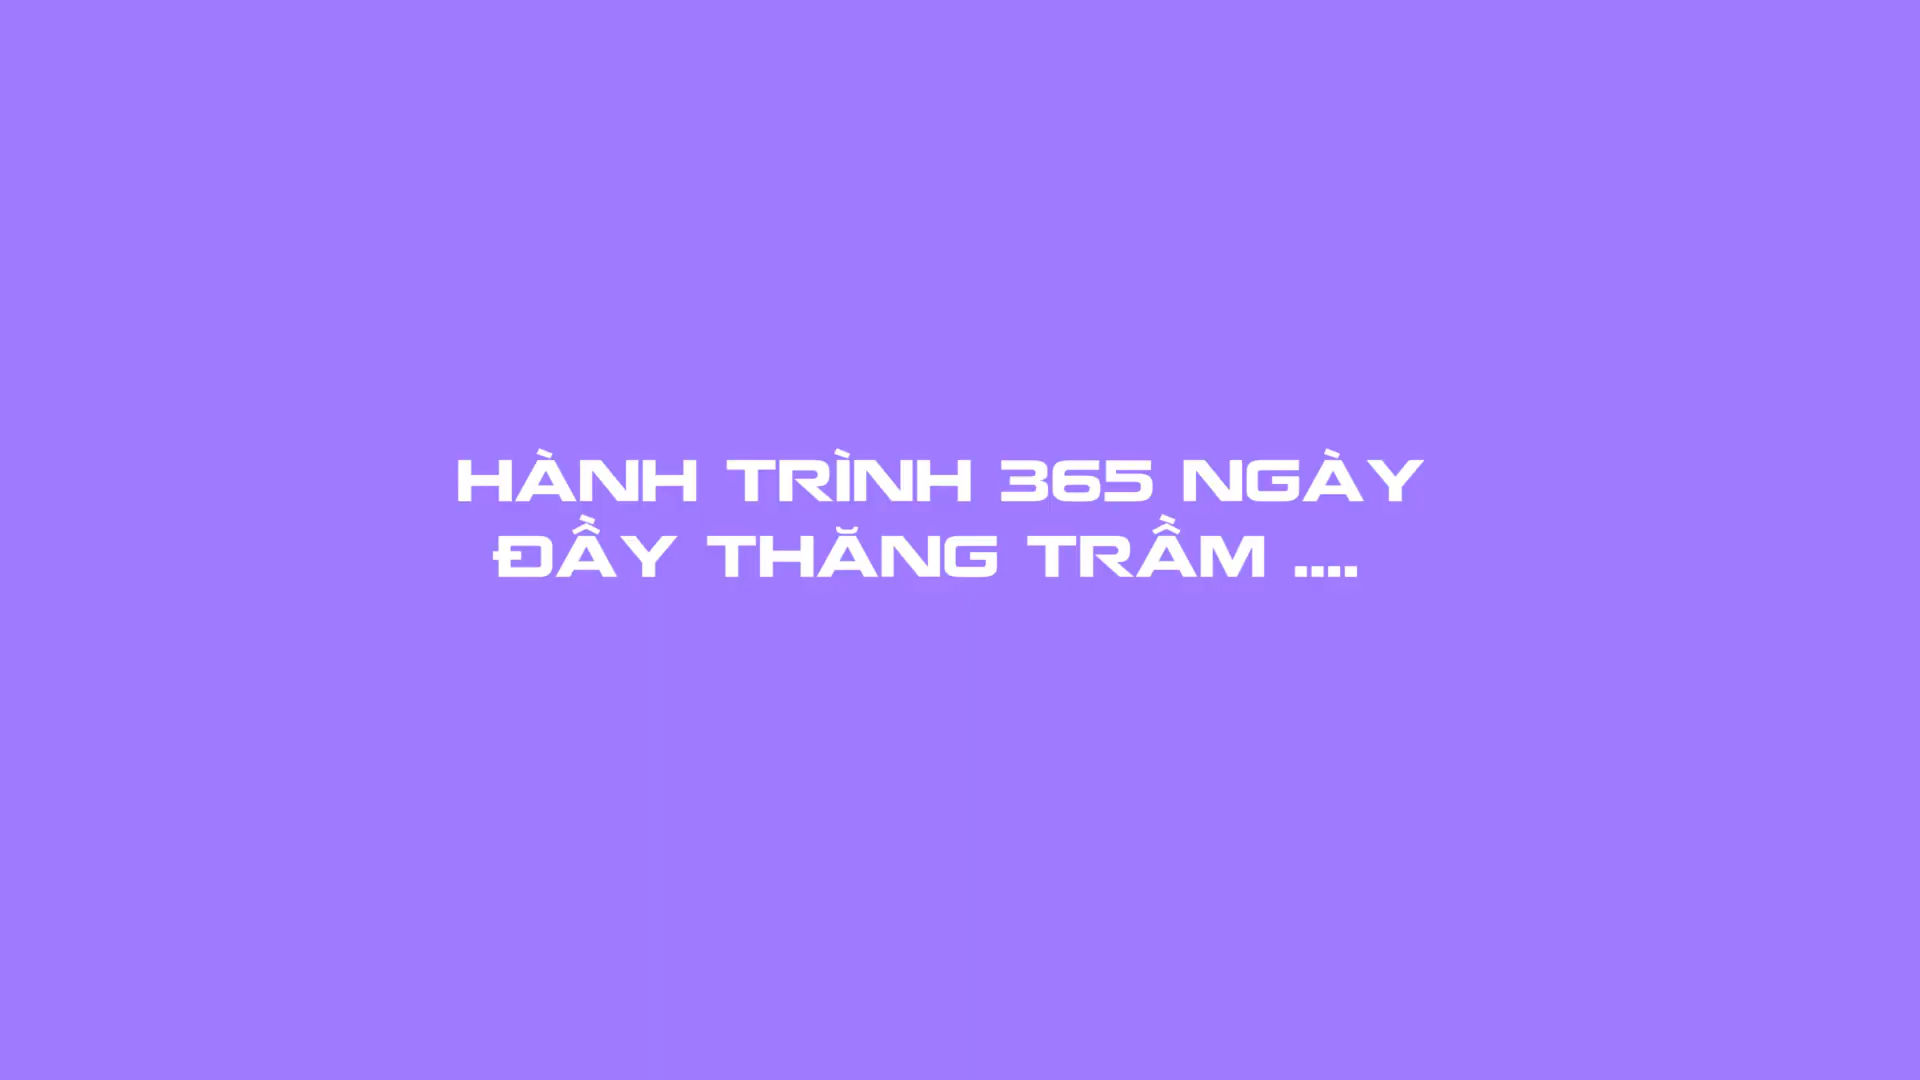 HÀNH TRÌNH 365 NGÀY
ĐẦY THĂNG TRẦM ....